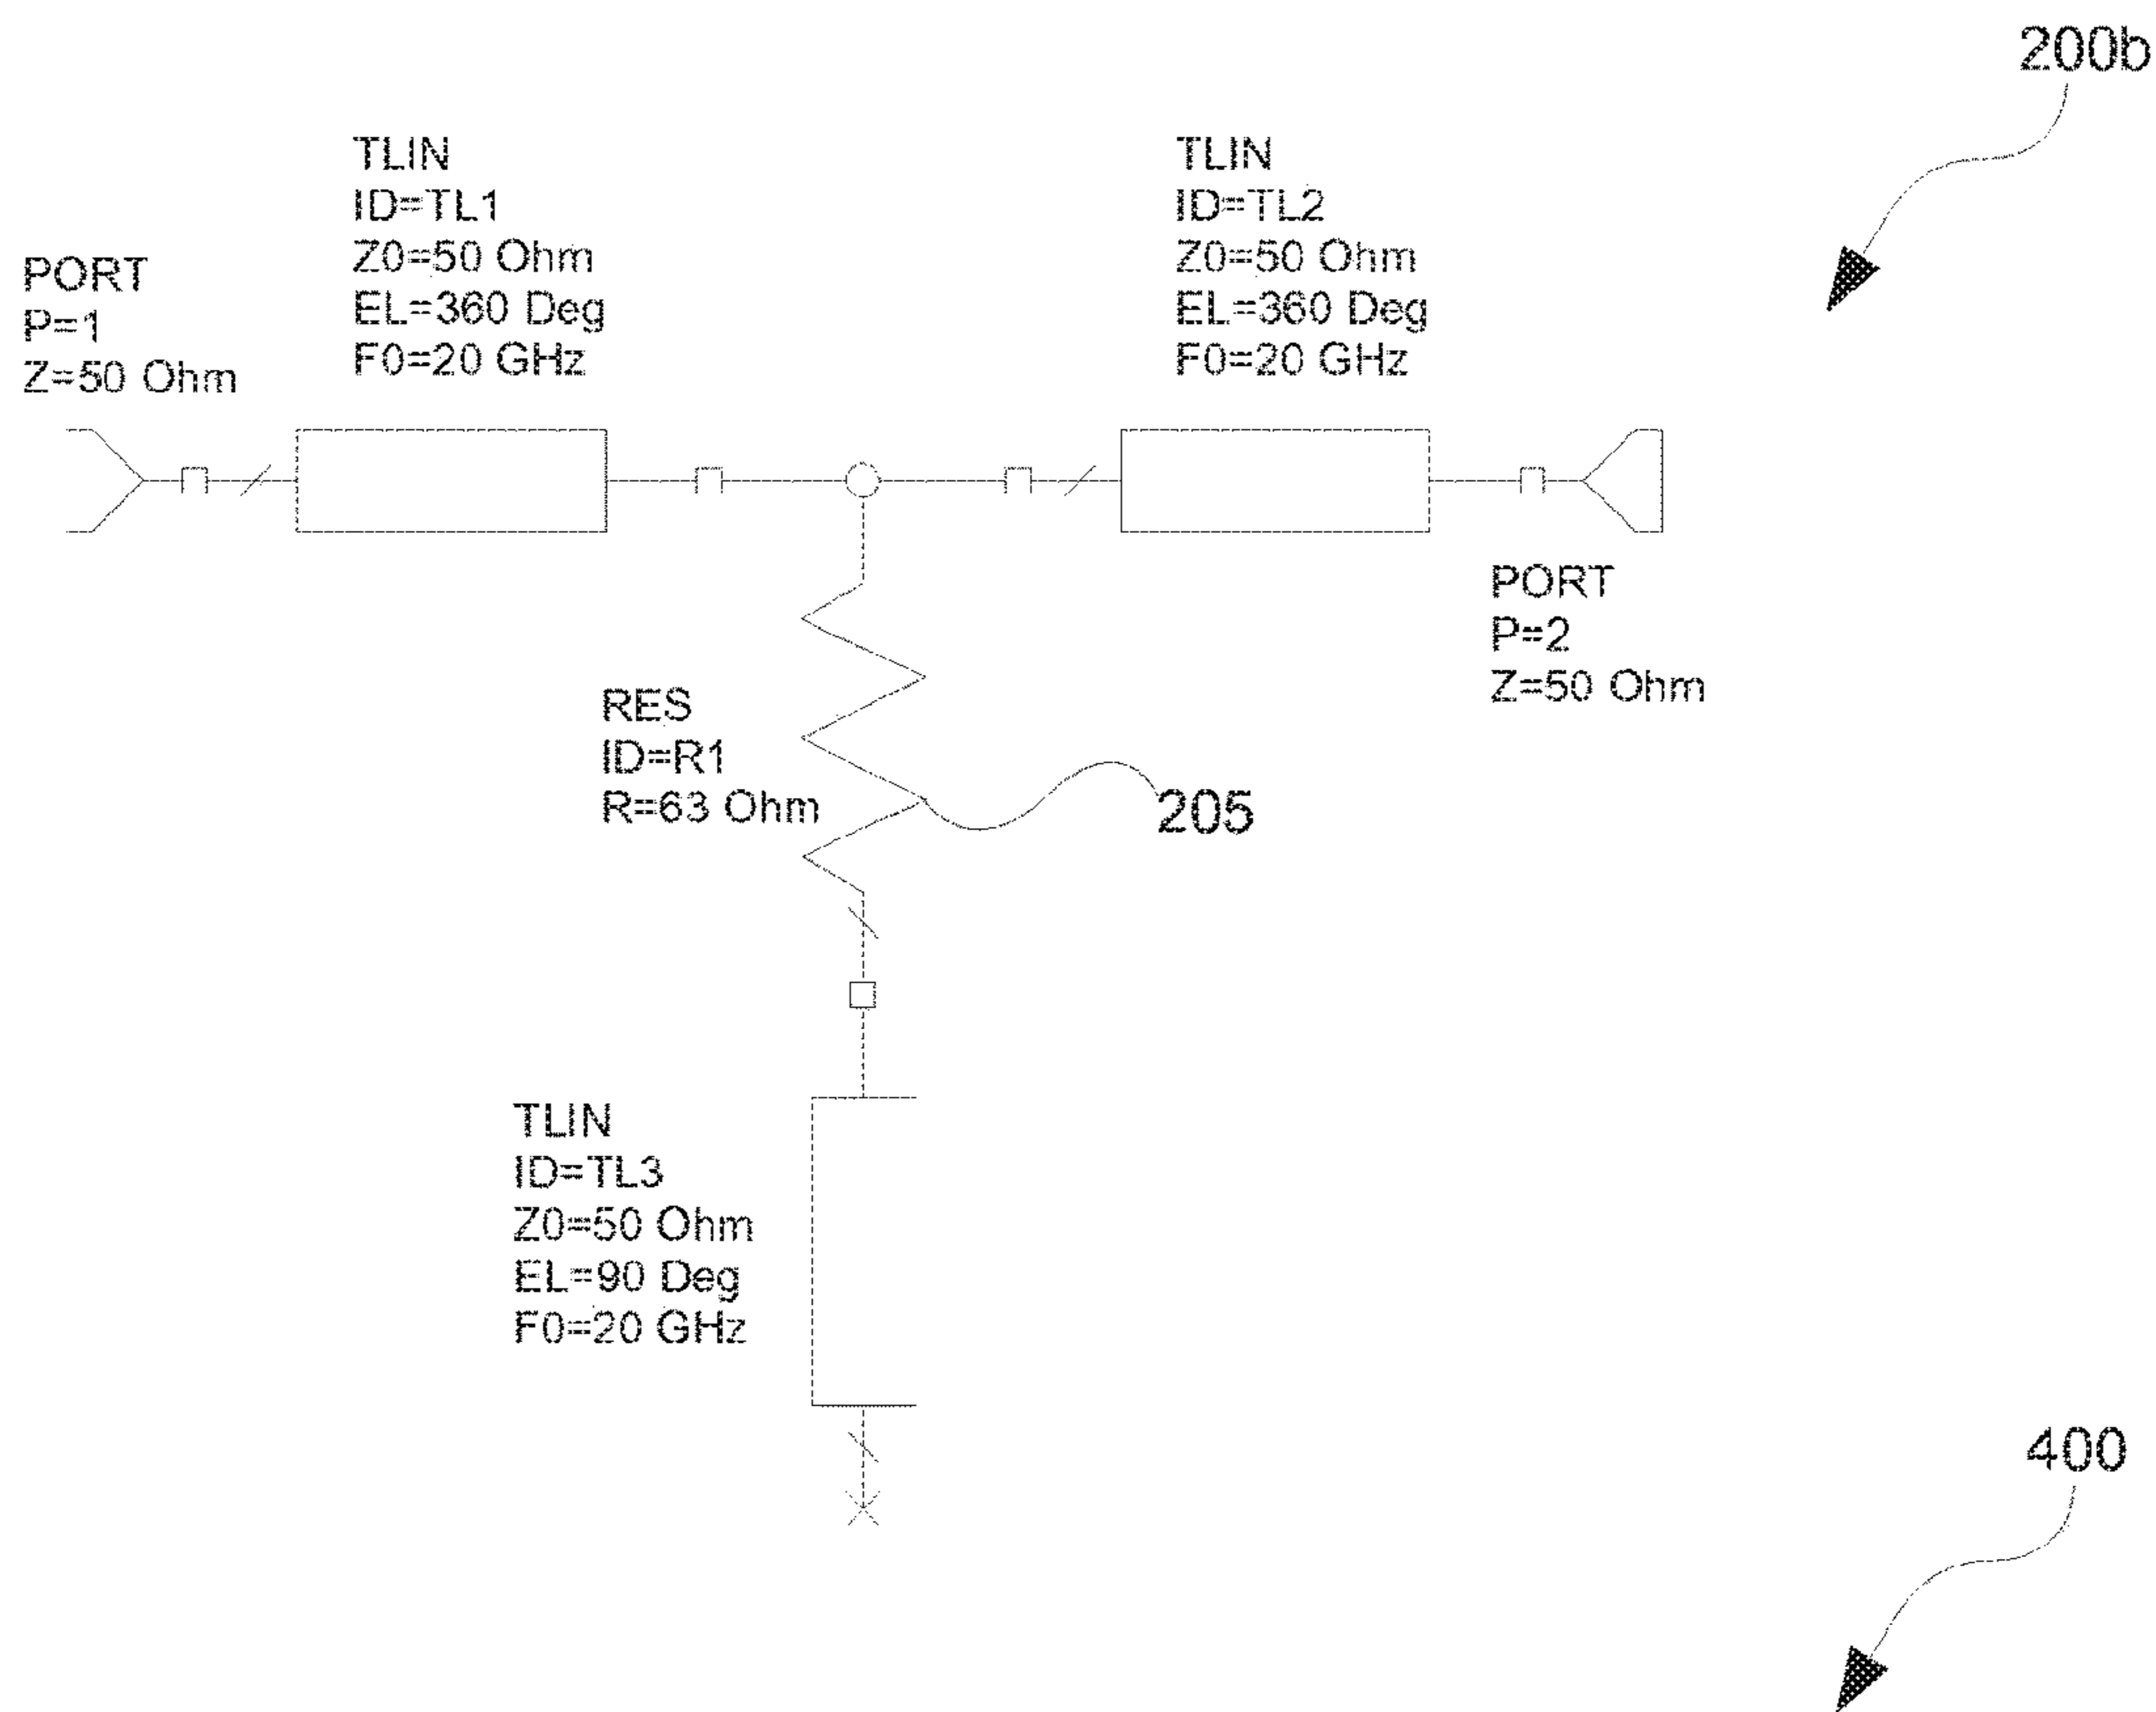 200b
TLIN
ID=TL1
Z0=50 Ohm
EL=360 Deg
F0=20 GHz
TLIN
ID=TL2
Z0=50 Ohm
EL=360 Deg
F0=20 GHz
PORT
P=1
Z=50 Ohm
PORT
P=2
Z=50 Ohm
RES
ID=R1
R=63 Ohm
205
TLIN
ID=TL3
Z0=50 Ohm
EL=90 Deg
F0=20 GHz
400